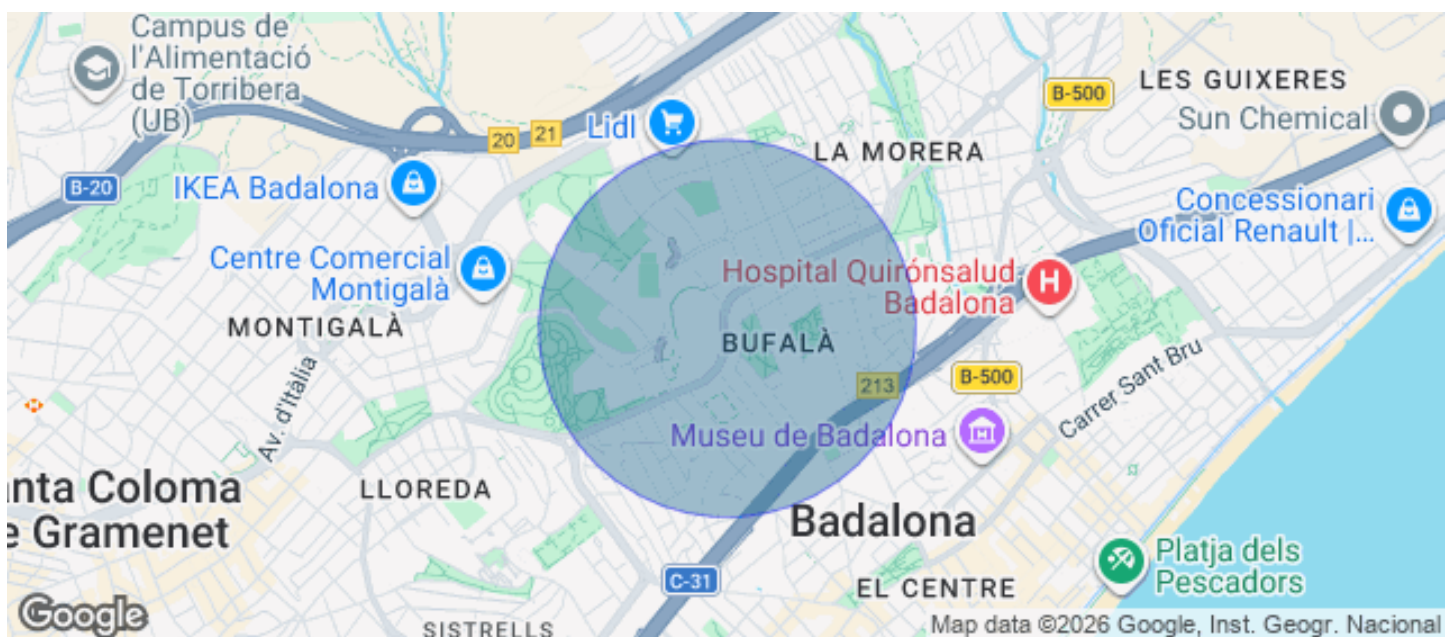 Campus de
l'Alimentació
de Torribera
(UB)
20
21
Lidl
B-500
LES GUIXERES
Sun Chemical
LA MORERA
B-20
IKEA Badalona
Concessionari
Oficial Renault |...
Centre Comercial
Montigalà
Hospital Quirónsalud
Badalona
MONTIGALÀ
BUFALÀ
213
B-500
Av. d'Itàlia
Carrer Sant Bru
Museu de Badalona
anta Coloma
e Gramenet
LLOREDA
Badalona
Platja dels
Pescadors
C-31
EL CENTRE
Google
SISTRELLS
Map data ©2026 Google, Inst. Geogr. Nacional